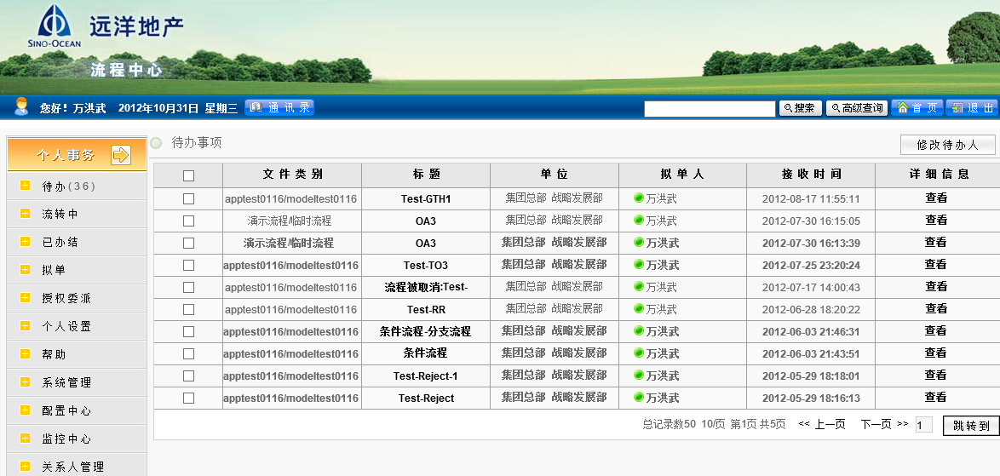 SINO-OCEAN 远洋地产
流程中心
您好！万洪武 2012年10月31日 星期三 通讯录 搜索 高级查询 首页 退出
个人事务
待办(36)
流转中
已办结
拟单
授权委派
个人设置
帮助
系统管理
配置中心
监控中心
关系人管理
待办事项 修改待办人
文件类别 标题 单位 拟单人 接收时间 详细信息
apptest0116/modeltest0116 Test-GTH1 集团总部 战略发展部 万洪武 2012-08-17 11:55:11 查看
演示流程/临时流程 OA3 集团总部 战略发展部 万洪武 2012-07-30 16:15:05 查看
演示流程/临时流程 OA3 集团总部 战略发展部 万洪武 2012-07-30 16:13:39 查看
apptest0116/modeltest0116 Test-TO3 集团总部 战略发展部 万洪武 2012-07-25 23:20:24 查看
apptest0116/modeltest0116 流程被取消:Test- 集团总部 战略发展部 万洪武 2012-07-17 14:00:43 查看
apptest0116/modeltest0116 Test-RR 集团总部 战略发展部 万洪武 2012-06-28 18:20:22 查看
apptest0116/modeltest0116 条件流程-分支流程 集团总部 战略发展部 万洪武 2012-06-03 21:46:31 查看
apptest0116/modeltest0116 条件流程 集团总部 战略发展部 万洪武 2012-06-03 21:43:51 查看
apptest0116/modeltest0116 Test-Reject-1 集团总部 战略发展部 万洪武 2012-05-29 18:18:01 查看
apptest0116/modeltest0116 Test-Reject 集团总部 战略发展部 万洪武 2012-05-29 18:16:13 查看
总记录数50 10/页 第1页 共5页 << 上一页 下一页 >> 1 跳转到